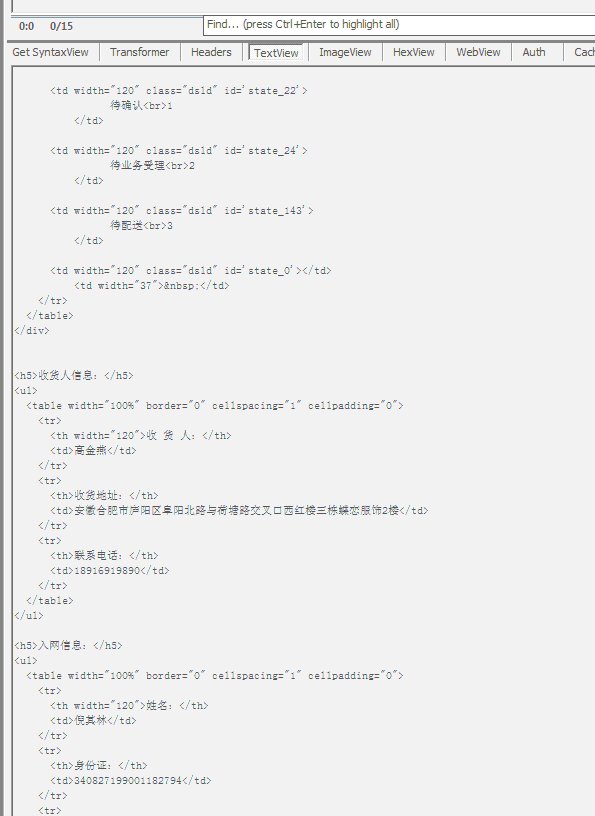 0:0 0/15 Find... (press Ctrl+Enter to highlight all)
Get SyntaxView Transformer Headers TextView ImageView HexView WebView Auth Cach
<td width="120" class="dsld" id='state_22'>
待确认<br>1
</td>
<td width="120" class="dsld" id='state_24'>
待业务受理<br>2
</td>
<td width="120" class="dsld" id='state_143'>
待配送<br>3
</td>
<td width="120" class="dsld" id='state_0'></td>
<td width="37">&nbsp;</td>
</tr>
</table>
</div>
<h5>收货人信息：</h5>
<ul>
<table width="100%" border="0" cellspacing="1" cellpadding="0">
<tr>
<th width="120">收 货 人：</th>
<td>高金燕</td>
</tr>
<tr>
<th>收货地址：</th>
<td>安徽合肥市庐阳区阜阳北路与荷塘路交叉口西红楼三栋蝶恋服饰2楼</td>
</tr>
<tr>
<th>联系电话：</th>
<td>18916919890</td>
</tr>
</table>
</ul>
<h5>入网信息：</h5>
<ul>
<table width="100%" border="0" cellspacing="1" cellpadding="0">
<tr>
<th width="120">姓名：</th>
<td>倪其林</td>
</tr>
<tr>
<th>身份证：</th>
<td>340827199001182794</td>
</tr>
<tr>